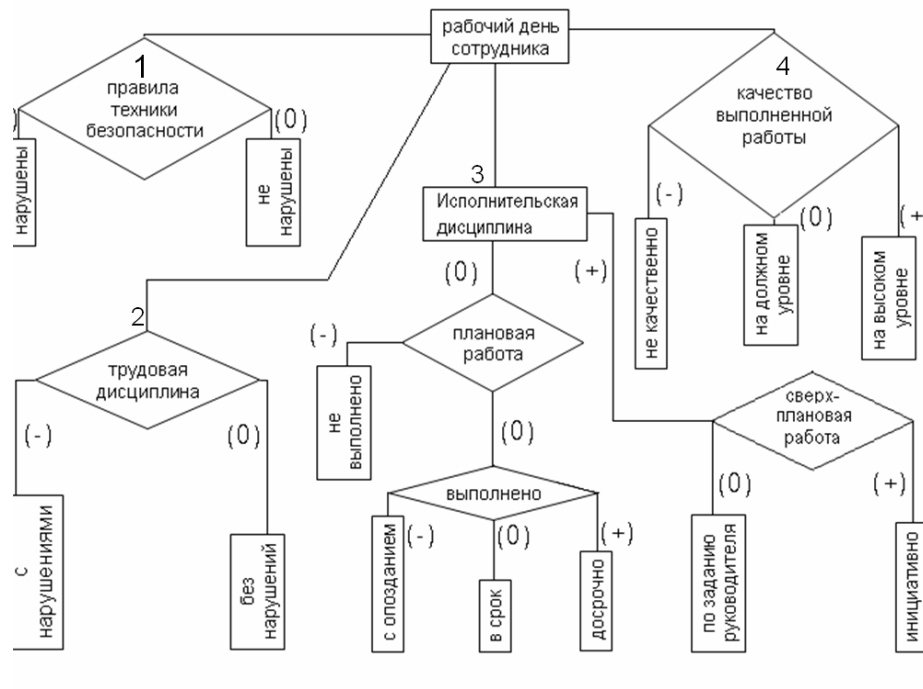 рабочий день
сотрудника
1
правила
техники
безопасности
)
(0)
нарушены
не
нарушены
4
качество
выполненной
работы
(-)
(0)
(+
не качественно
на должном
уровне
на высоком
уровне
3
Исполнительская
дисциплина
(0)
(+)
2
трудовая
дисциплина
(-)
(0)
с
нарушениями
без
нарушений
плановая
работа
(-)
(0)
не
выполнено
выполнено
(-)
(0)
(+)
с опозданием
в срок
досрочно
сверх-
плановая
работа
(0)
(+)
по заданию
руководителя
инициативно